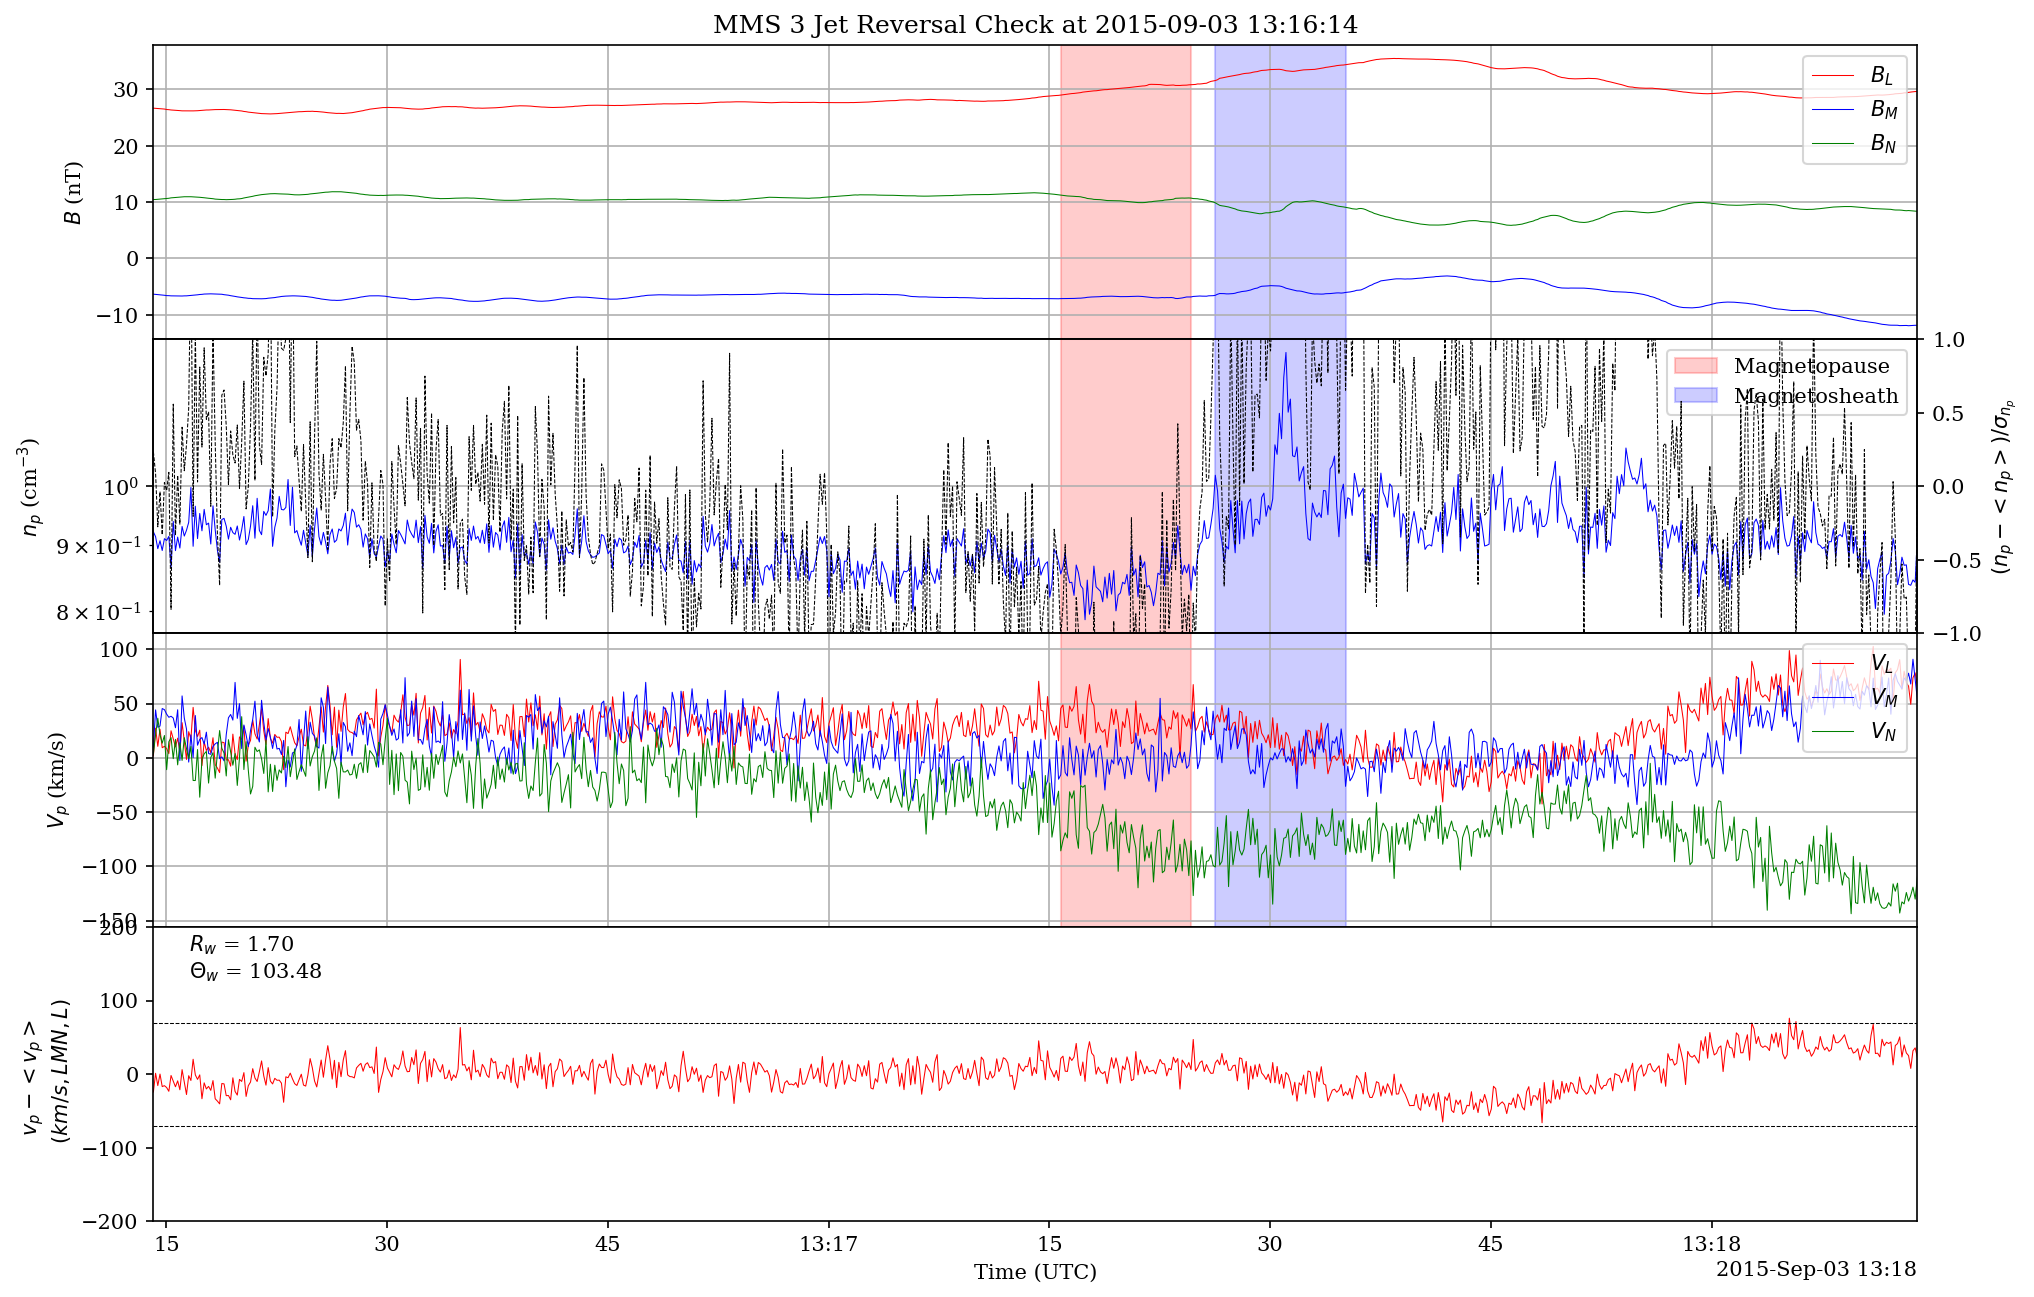 MMS 3 Jet Reversal Check at 2015-09-03 13:16:14
30
20
10
0
−10
B (nT)
B_L
B_M
B_N
10^0
9 × 10^−1
8 × 10^−1
n_p (cm^−3)
1.0
0.5
0.0
−0.5
−1.0
(n_p − < n_p >)/σ_{n_p}
Magnetopause
Magnetosheath
100
50
0
−50
−100
−150
V_p (km/s)
V_L
V_M
V_N
200
100
0
−100
−200
v_p − < v_p >
(km/s, LMN, L)
R_w = 1.70
Θ_w = 103.48
15 30 45 13:17 15 30 45 13:18
Time (UTC)
2015-Sep-03 13:18